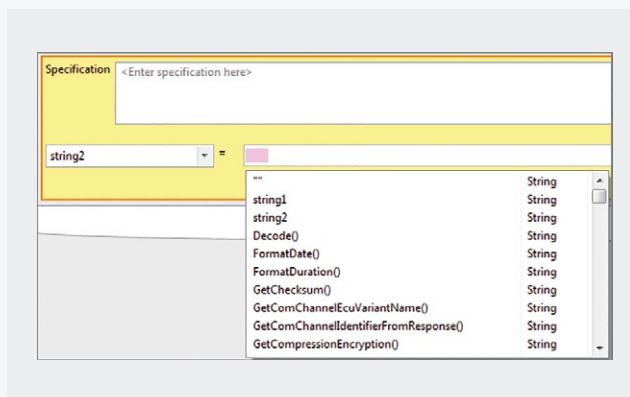 Specification <Enter specification here>
string2 =
"" String
string1 String
string2 String
Decode() String
FormatDate() String
FormatDuration() String
GetChecksum() String
GetComChannelEcuVariantName() String
GetComChannelIdentifierFromResponse() String
GetCompressionEncryption() String